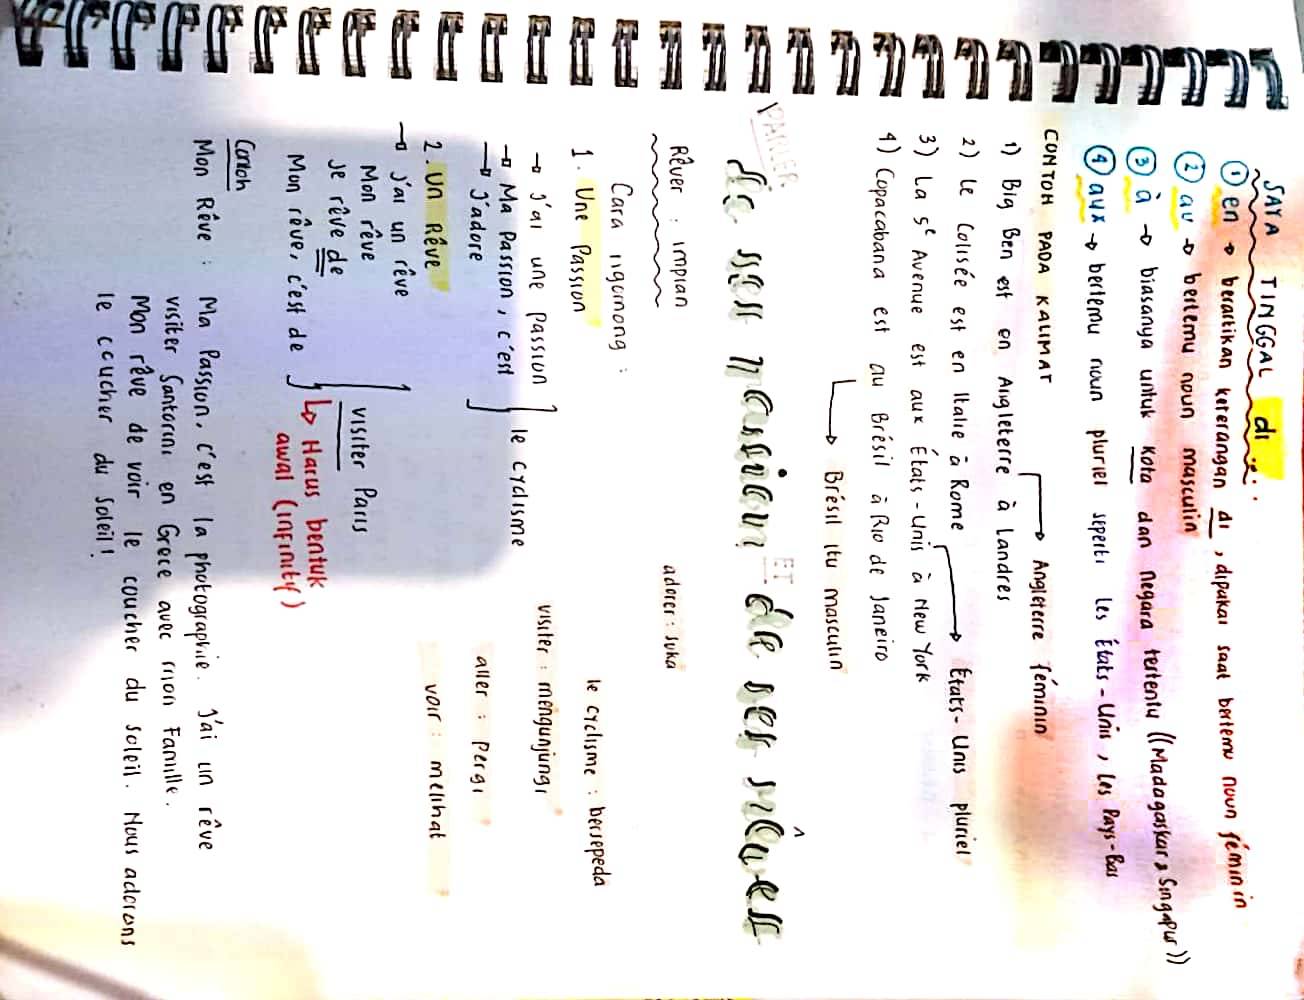 SAYA TINGGAL di ...
① en → berartikan keterangan di, dipakai saat bertemu noun féminin
② au → bertemu noun masculin
③ à → biasanya untuk kota dan negara tertentu ((Madagaskar, Singapur))
④ aux → bertemu noun pluriel seperti les États-Unis, Les Pays-Bas
CONTOH PADA KALIMAT
Angleterre féminin
1) Big Ben est en Angleterre à Landres
2) Le Colisée est en Italie à Rome
États-Unis pluriel
3) La 5e Avenue est aux États-Unis à New York
4) Copacabana est au Brésil à Rio de Janeiro
Brésil itu masculin
PARLER
de ses passion ET de ses rêves
Rêver : impian
adorer : suka
Cara ngomong :
1. Une Passion
le cyclisme : bersepeda
→ J'ai une passion
→ Ma Passion, c'est
→ J'adore
le cyclisme
visiter : mengunjungi
aller : pergi
2. Un Rêve
voir : melihat
→ J'ai un rêve
Mon rêve
Je rêve de
Mon rêve, c'est de
visiter Paris
↳ Harus bentuk
awal (infinitif)
Contoh
Mon Rêve : Ma Passion, c'est la photographie. J'ai un rêve
visiter Santorini en Grece avec mon Famille.
Mon rêve de voir le coucher du soleil. Nous adorons
le coucher du soleil!